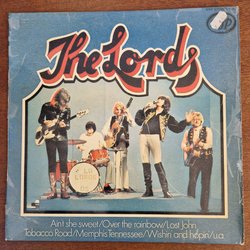 The Lords
Ain't she sweet/Over the rainbow/Lost John
Tobacco Road/Memphis Tennessee/Wishin' and hopin'/u.a.